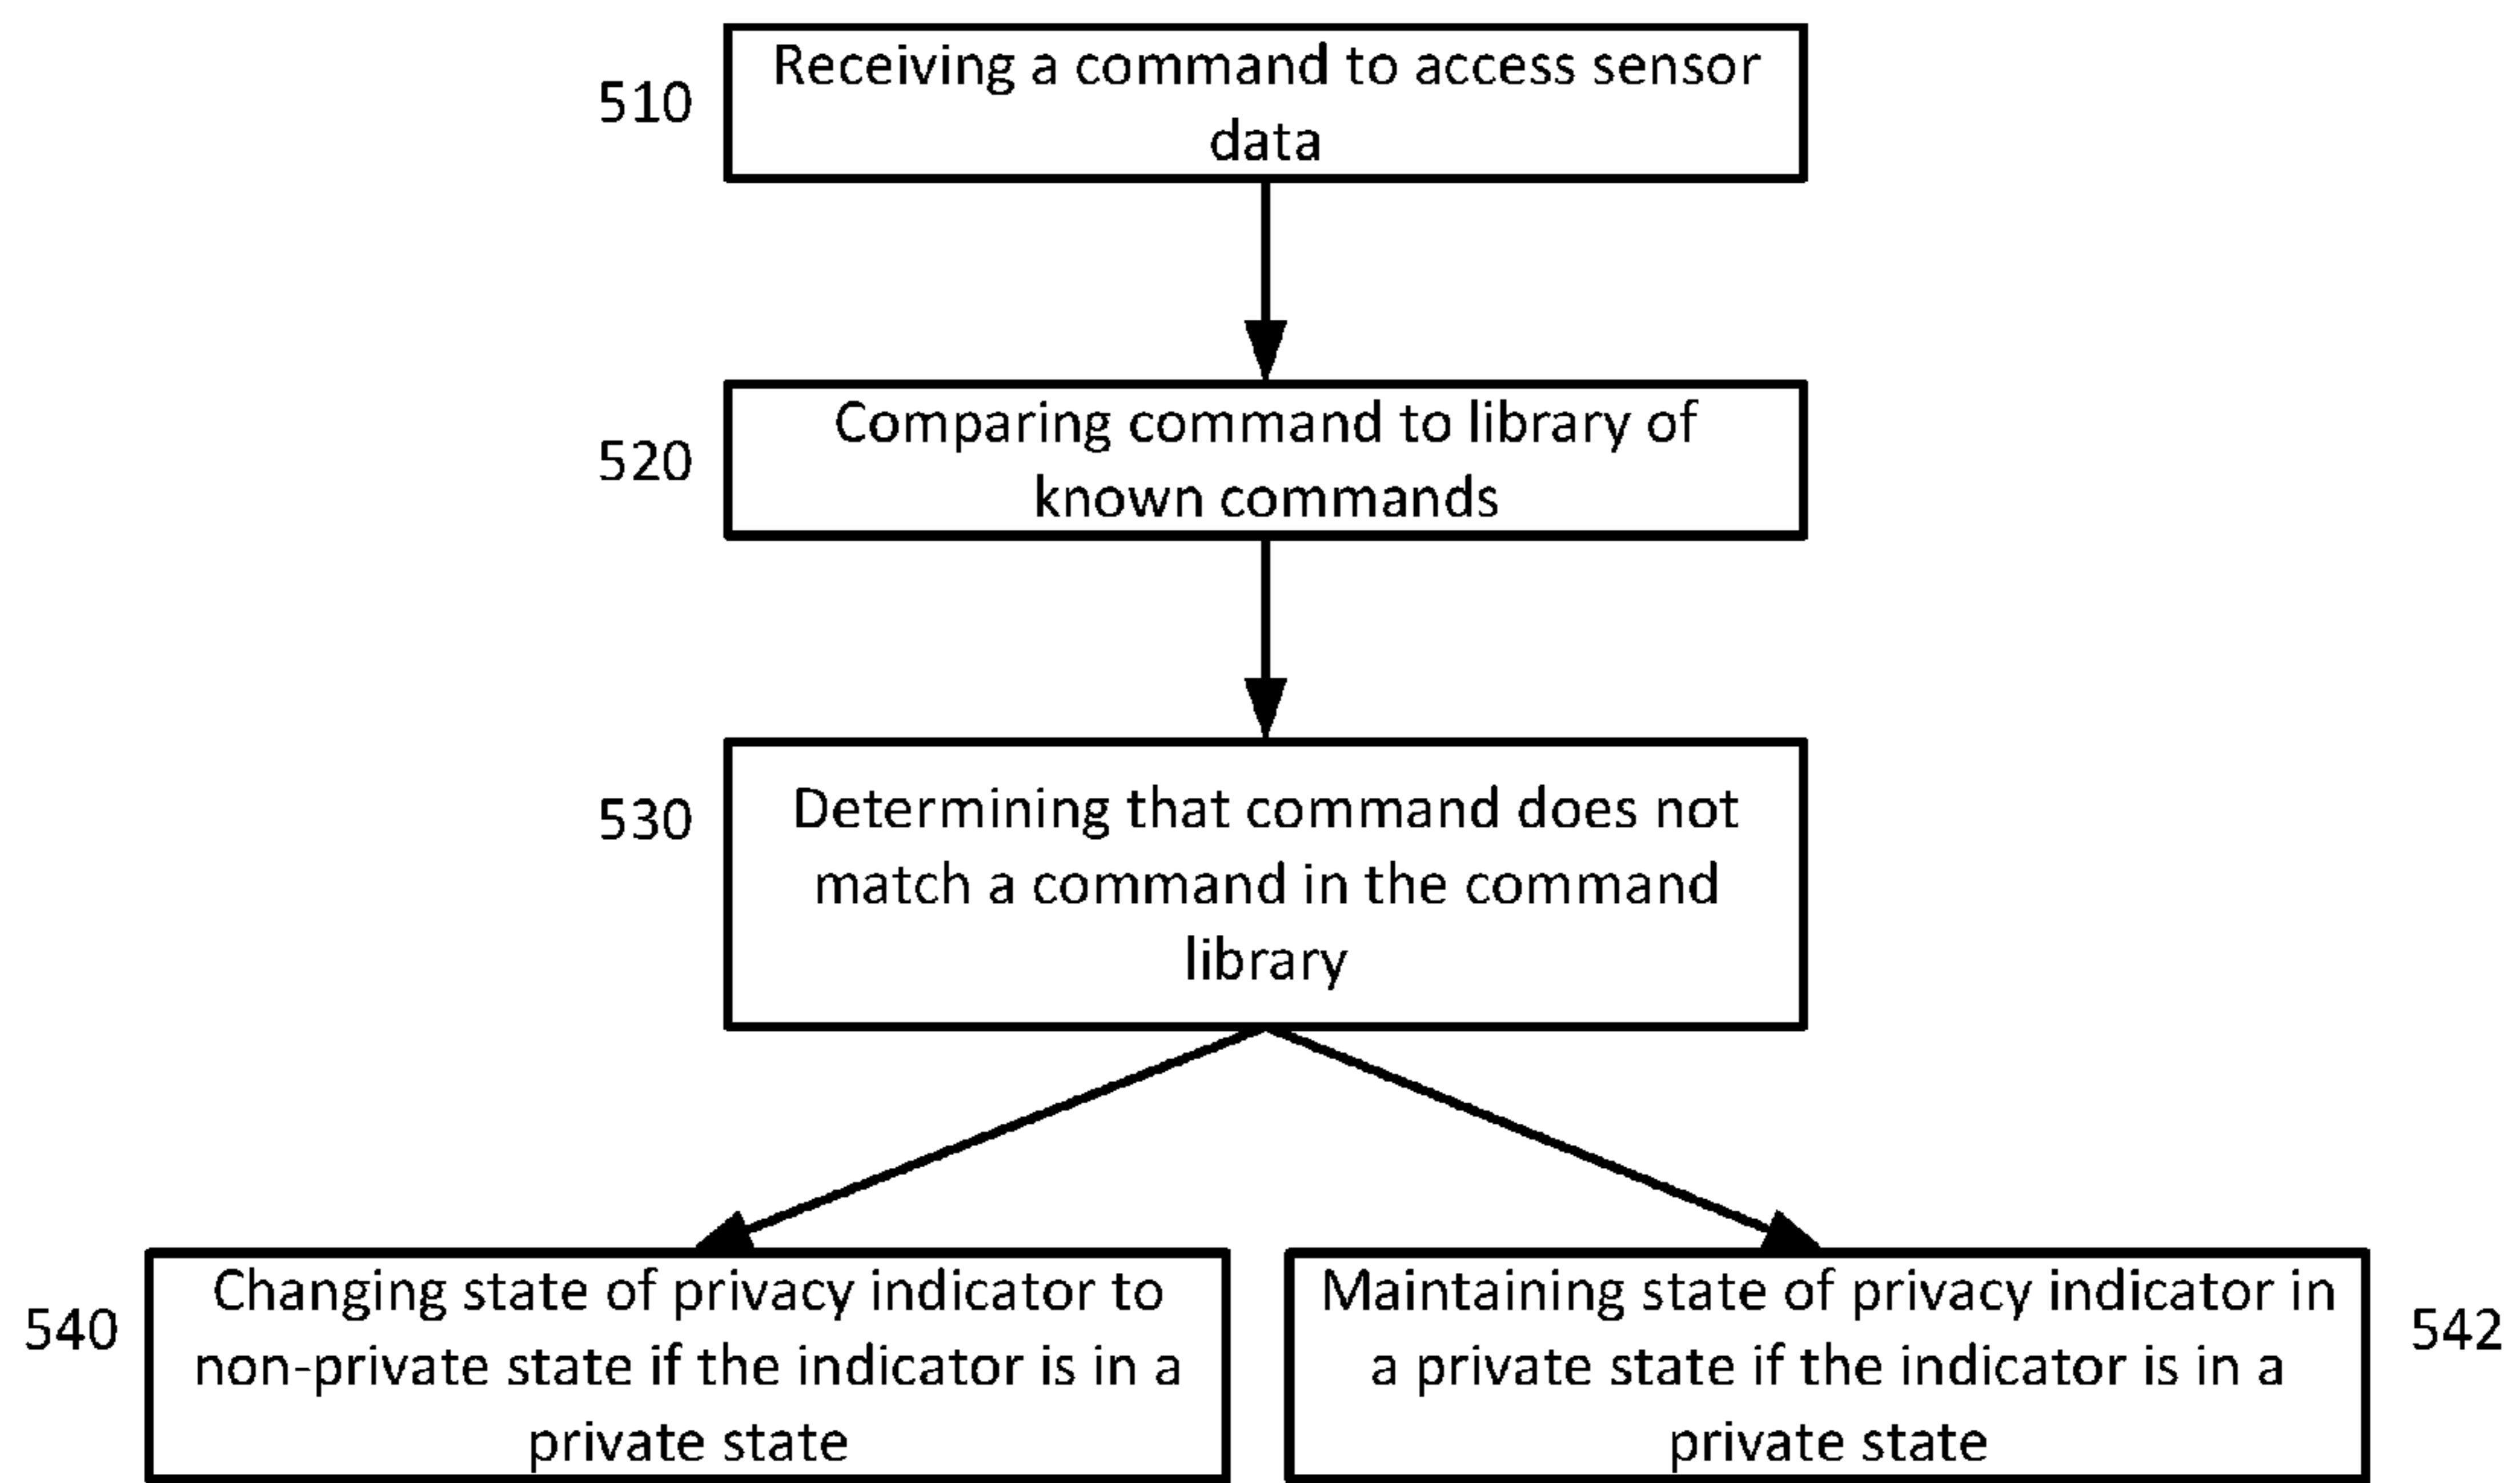 510
Receiving a command to access sensor
data
520
Comparing command to library of
known commands
530
Determining that command does not
match a command in the command
library
540
Changing state of privacy indicator to
non-private state if the indicator is in a
private state
Maintaining state of privacy indicator in
a private state if the indicator is in a
private state
542